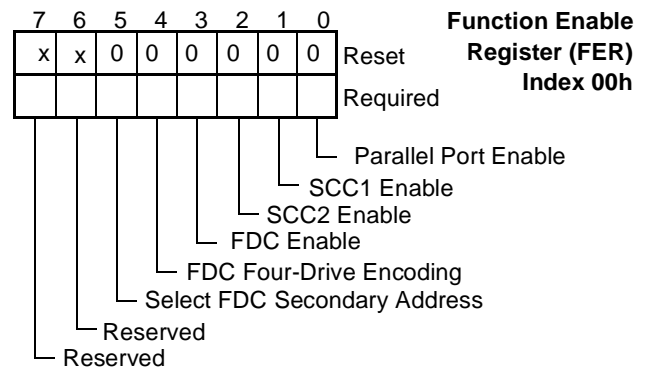 7 6 5 4 3 2 1 0
Function Enable
Register (FER)
Index 00h
x x 0 0 0 0 0 0 Reset
Required
Parallel Port Enable
SCC1 Enable
SCC2 Enable
FDC Enable
FDC Four-Drive Encoding
Select FDC Secondary Address
Reserved
Reserved